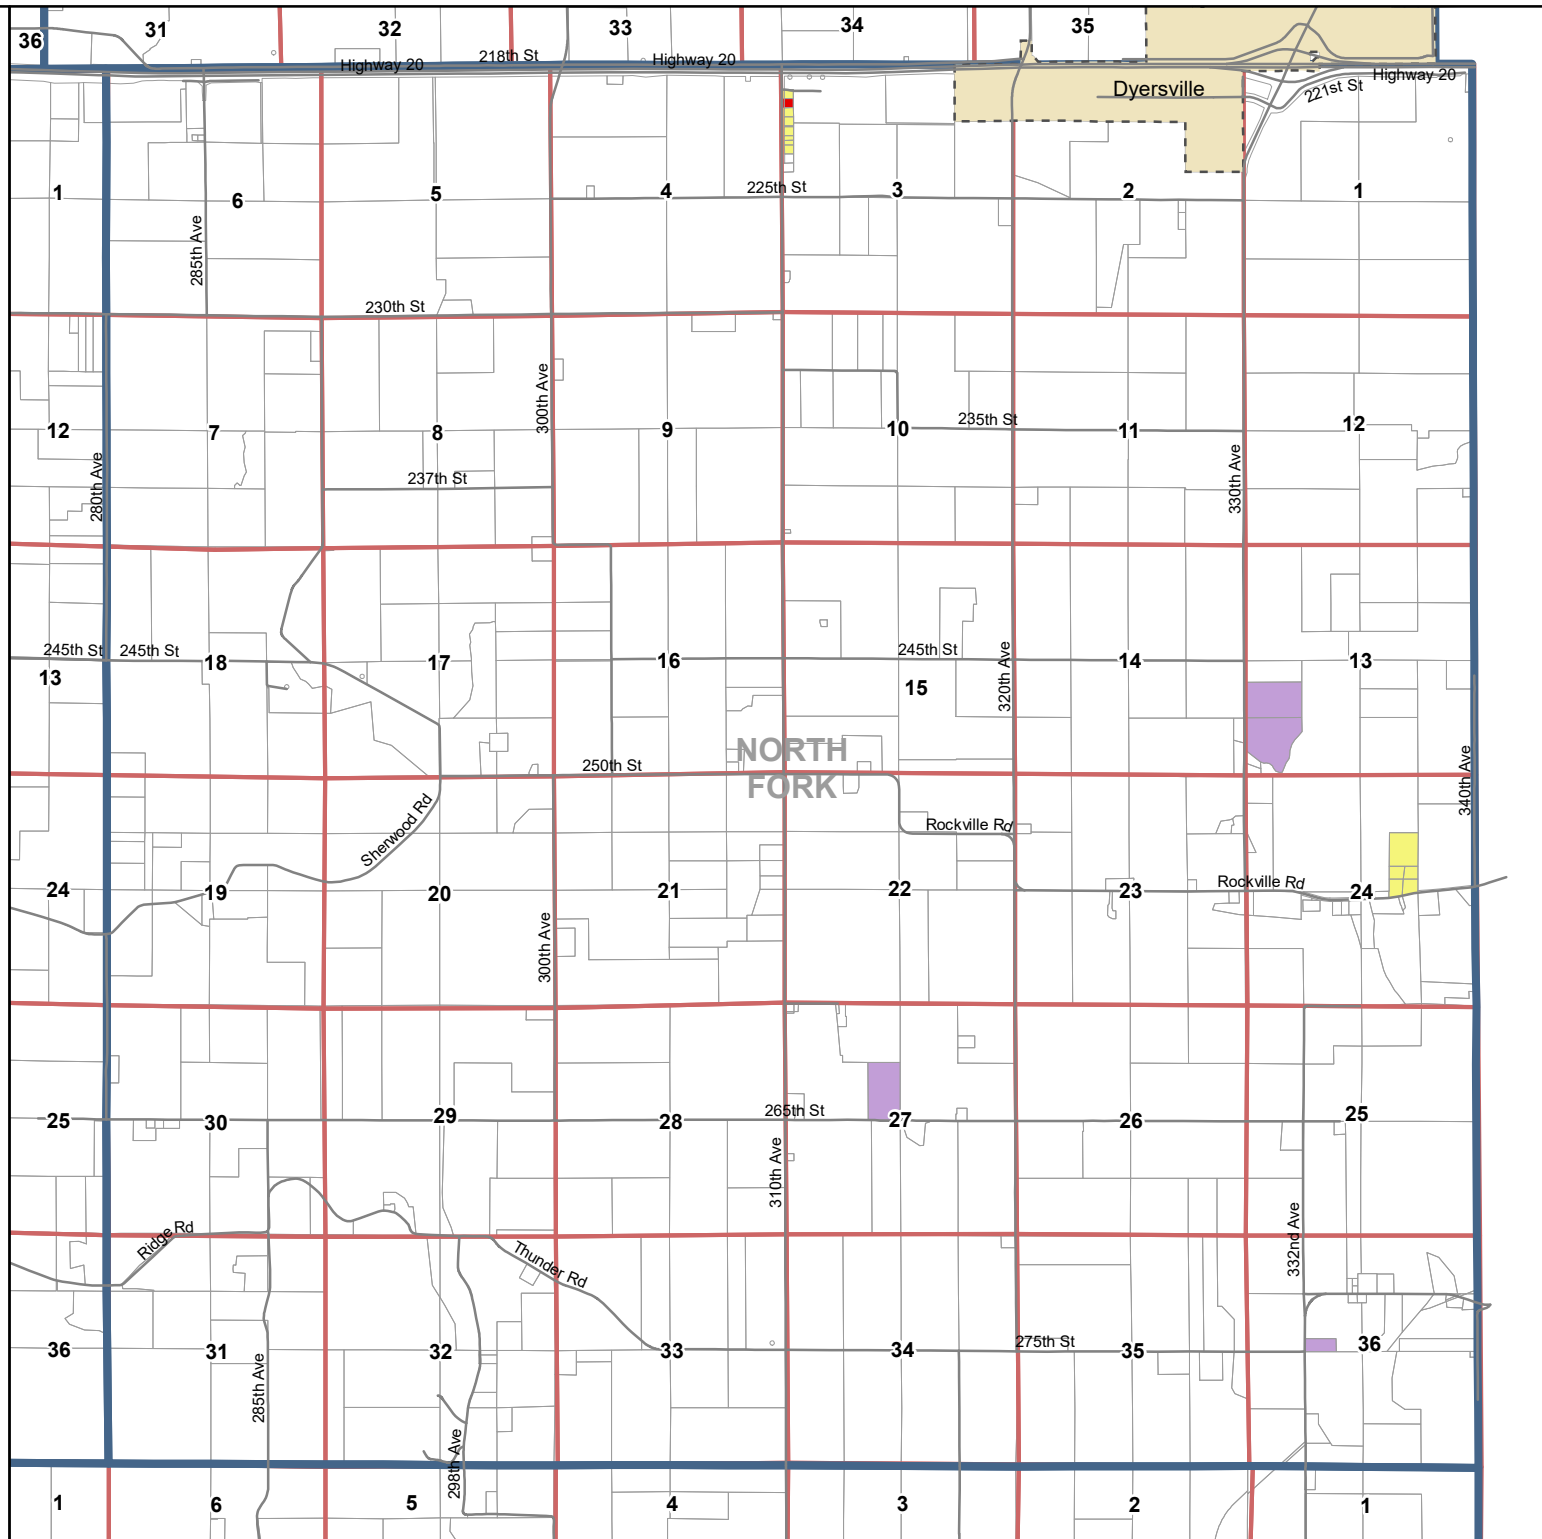 36
31
32
33
34
35
Highway 20
218th St
Highway 20
Highway 20
Dyersville
221st St
1
6
5
4
225th St
3
2
1
285th Ave
230th St
12
7
8
300th Ave
9
10
235th St
11
12
280th Ave
237th St
330th Ave
245th St
245th St
18
17
16
245th St
14
13
13
15
320th Ave
NORTH
FORK
250th St
340th Ave
Sherwood Rd
Rockville Rd
24
19
20
21
22
23
Rockville Rd
24
300th Ave
25
30
29
28
265th St
27
26
25
310th Ave
Ridge Rd
Thunder Rd
332nd Ave
36
31
32
33
34
275th St
35
36
285th Ave
298th Ave
1
6
5
4
3
2
1